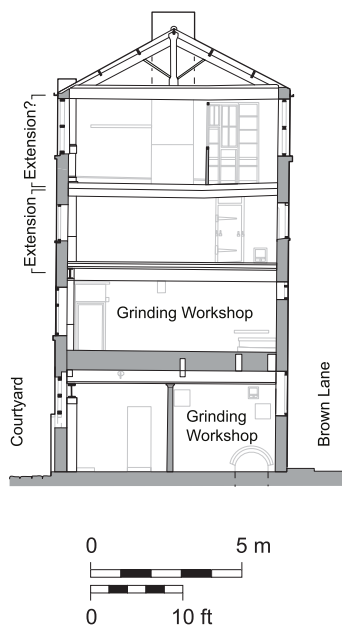 Extension?
Extension
Grinding Workshop
Grinding
Workshop
Courtyard
Brown Lane
0 5 m
0 10 ft